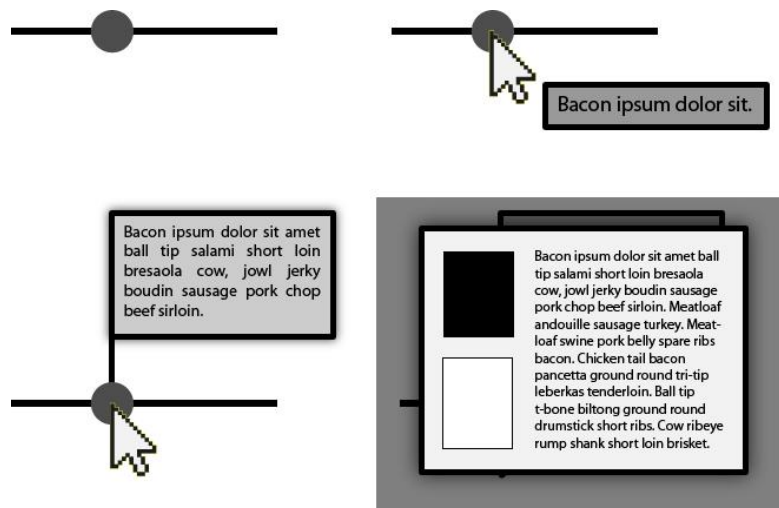 Bacon ipsum dolor sit.
Bacon ipsum dolor sit amet
ball tip salami short loin
bresaola cow, jowl jerky
boudin sausage pork chop
beef sirloin.
Bacon ipsum dolor sit amet ball
tip salami short loin bresaola
cow, jowl jerky boudin sausage
pork chop beef sirloin. Meatloaf
andouille sausage turkey. Meat-
loaf swine pork belly spare ribs
bacon. Chicken tail bacon
pancetta ground round tri-tip
leberkas tenderloin. Ball tip
t-bone biltong ground round
drumstick short ribs. Cow ribeye
rump shank short loin brisket.